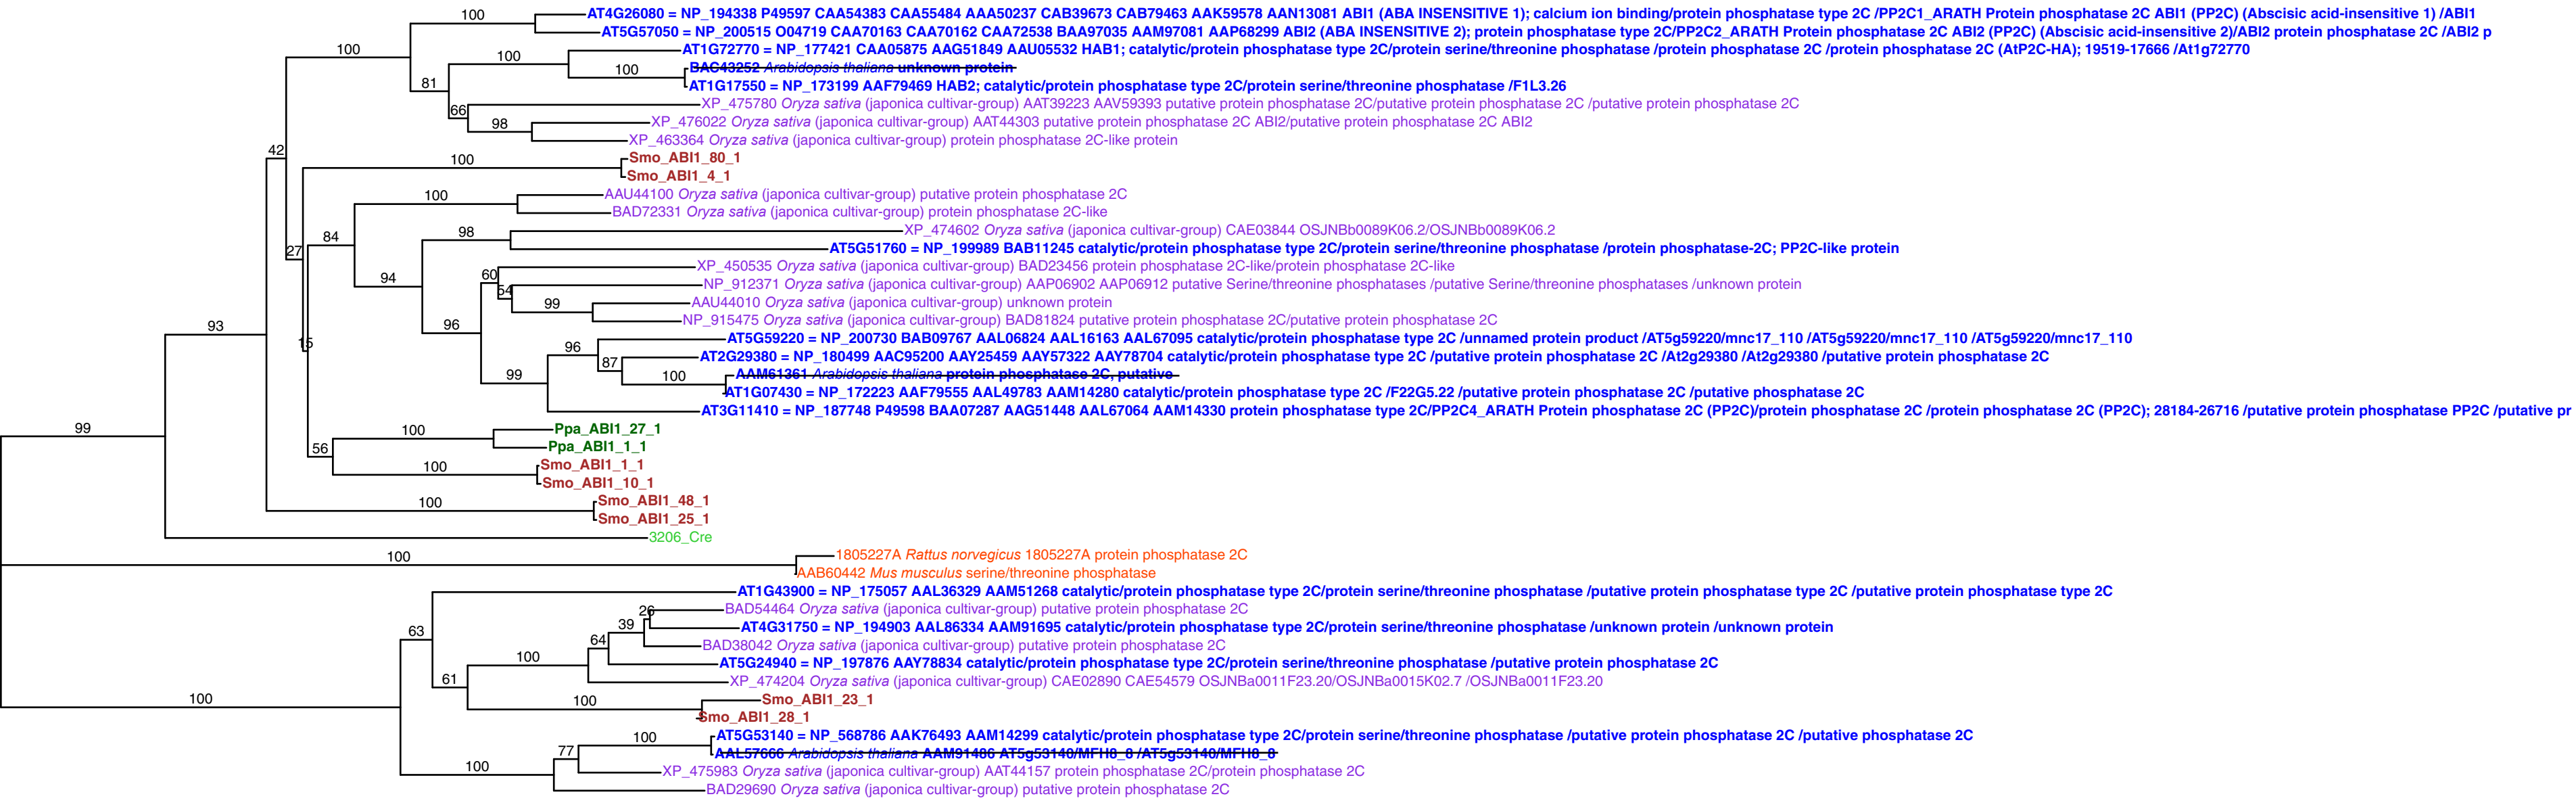 100
AT4G26080 = NP_194338 P49597 CAA54383 CAA55484 AAA50237 CAB39673 CAB79463 AAK59578 AAN13081 ABI1 (ABA INSENSITIVE 1); calcium ion binding/protein phosphatase type 2C /PP2C1_ARATH Protein phosphatase 2C ABI1 (PP2C) (Abscisic acid-insensitive 1) /ABI1
AT5G57050 = NP_200515 O04719 CAA70163 CAA70162 CAA72538 BAA97035 AAM97081 AAP68299 ABI2 (ABA INSENSITIVE 2); protein phosphatase type 2C/PP2C2_ARATH Protein phosphatase 2C ABI2 (PP2C) (Abscisic acid-insensitive 2)/ABI2 protein phosphatase 2C /ABI2 p
100
100
AT1G72770 = NP_177421 CAA05875 AAG51849 AAU05532 HAB1; catalytic/protein phosphatase type 2C/protein serine/threonine phosphatase /protein phosphatase 2C /protein phosphatase 2C (AtP2C-HA); 19519-17666 /At1g72770
100
BAC43252 Arabidopsis thaliana unknown protein
81
AT1G17550 = NP_173199 AAF79469 HAB2; catalytic/protein phosphatase type 2C/protein serine/threonine phosphatase /F1L3.26
66
XP_475780 Oryza sativa (japonica cultivar-group) AAT39223 AAV59393 putative protein phosphatase 2C/putative protein phosphatase 2C /putative protein phosphatase 2C
98
XP_476022 Oryza sativa (japonica cultivar-group) AAT44303 putative protein phosphatase 2C ABI2/putative protein phosphatase 2C ABI2
XP_463364 Oryza sativa (japonica cultivar-group) protein phosphatase 2C-like protein
42
100
Smo_ABI1_80_1
Smo_ABI1_4_1
100
AAU44100 Oryza sativa (japonica cultivar-group) putative protein phosphatase 2C
BAD72331 Oryza sativa (japonica cultivar-group) protein phosphatase 2C-like
84
98
XP_474602 Oryza sativa (japonica cultivar-group) CAE03844 OSJNBb0089K06.2/OSJNBb0089K06.2
27
AT5G51760 = NP_199989 BAB11245 catalytic/protein phosphatase type 2C/protein serine/threonine phosphatase /protein phosphatase-2C; PP2C-like protein
94
60
XP_450535 Oryza sativa (japonica cultivar-group) BAD23456 protein phosphatase 2C-like/protein phosphatase 2C-like
54
NP_912371 Oryza sativa (japonica cultivar-group) AAP06902 AAP06912 putative Serine/threonine phosphatases /putative Serine/threonine phosphatases /unknown protein
99
AAU44010 Oryza sativa (japonica cultivar-group) unknown protein
93
96
NP_915475 Oryza sativa (japonica cultivar-group) BAD81824 putative protein phosphatase 2C/putative protein phosphatase 2C
15
96
AT5G59220 = NP_200730 BAB09767 AAL06824 AAL16163 AAL67095 catalytic/protein phosphatase type 2C /unnamed protein product /AT5g59220/mnc17_110 /AT5g59220/mnc17_110 /AT5g59220/mnc17_110
87
AT2G29380 = NP_180499 AAC95200 AAY25459 AAY57322 AAY78704 catalytic/protein phosphatase type 2C /putative protein phosphatase 2C /At2g29380 /At2g29380 /putative protein phosphatase 2C
99
100
AAM61361 Arabidopsis thaliana protein phosphatase 2C, putative
AT1G07430 = NP_172223 AAF79555 AAL49783 AAM14280 catalytic/protein phosphatase type 2C /F22G5.22 /putative protein phosphatase 2C /putative phosphatase 2C
AT3G11410 = NP_187748 P49598 BAA07287 AAG51448 AAL67064 AAM14330 protein phosphatase type 2C/PP2C4_ARATH Protein phosphatase 2C (PP2C)/protein phosphatase 2C /protein phosphatase 2C (PP2C); 28184-26716 /putative protein phosphatase PP2C /putative pr
99
100
Ppa_ABI1_27_1
56
Ppa_ABI1_1_1
100
Smo_ABI1_1_1
Smo_ABI1_10_1
100
Smo_ABI1_48_1
Smo_ABI1_25_1
3206_Cre
100
1805227A Rattus norvegicus 1805227A protein phosphatase 2C
AAB60442 Mus musculus serine/threonine phosphatase
AT1G43900 = NP_175057 AAL36329 AAM51268 catalytic/protein phosphatase type 2C/protein serine/threonine phosphatase /putative protein phosphatase type 2C /putative protein phosphatase type 2C
26
BAD54464 Oryza sativa (japonica cultivar-group) putative protein phosphatase 2C
63
39
AT4G31750 = NP_194903 AAL86334 AAM91695 catalytic/protein phosphatase type 2C/protein serine/threonine phosphatase /unknown protein /unknown protein
64
BAD38042 Oryza sativa (japonica cultivar-group) putative protein phosphatase 2C
100
AT5G24940 = NP_197876 AAY78834 catalytic/protein phosphatase type 2C/protein serine/threonine phosphatase /putative protein phosphatase 2C
61
XP_474204 Oryza sativa (japonica cultivar-group) CAE02890 CAE54579 OSJNBa0011F23.20/OSJNBa0015K02.7 /OSJNBa0011F23.20
100
100
Smo_ABI1_23_1
Smo_ABI1_28_1
100
AT5G53140 = NP_568786 AAK76493 AAM14299 catalytic/protein phosphatase type 2C/protein serine/threonine phosphatase /putative protein phosphatase 2C /putative phosphatase 2C
77
AAL57666 Arabidopsis thaliana AAM91486 AT5g53140/MFH8_8 /AT5g53140/MFH8_8
100
XP_475983 Oryza sativa (japonica cultivar-group) AAT44157 protein phosphatase 2C/protein phosphatase 2C
BAD29690 Oryza sativa (japonica cultivar-group) putative protein phosphatase 2C